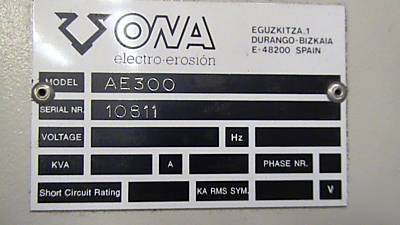 ONA
electro-erosión
EGUZKITZA,1
DURANGO-BIZKAIA
E-48200 SPAIN
MODEL AE300
SERIAL NR. 10811
VOLTAGE Hz
KVA A PHASE NR.
Short Circuit Rating KA RMS SYM. V